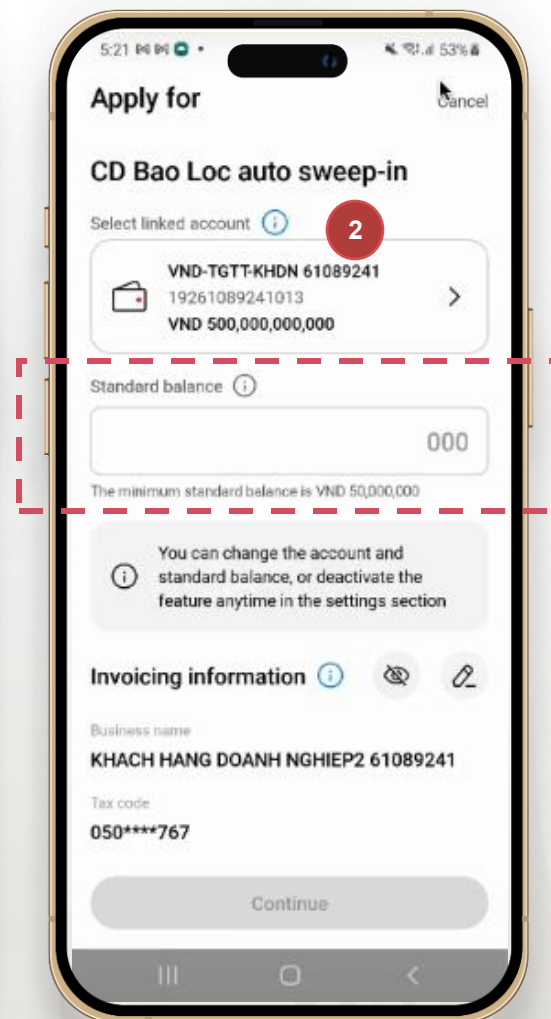 5:21
53%
Apply for
Cancel
CD Bao Loc auto sweep-in
Select linked account
2
VND-TGTT-KHDN 61089241
19261089241013
VND 500,000,000,000
Standard balance
000
The minimum standard balance is VND 50,000,000
You can change the account and
standard balance, or deactivate the
feature anytime in the settings section
Invoicing information
Business name
KHACH HANG DOANH NGHIEP2 61089241
Tax code
050****767
Continue